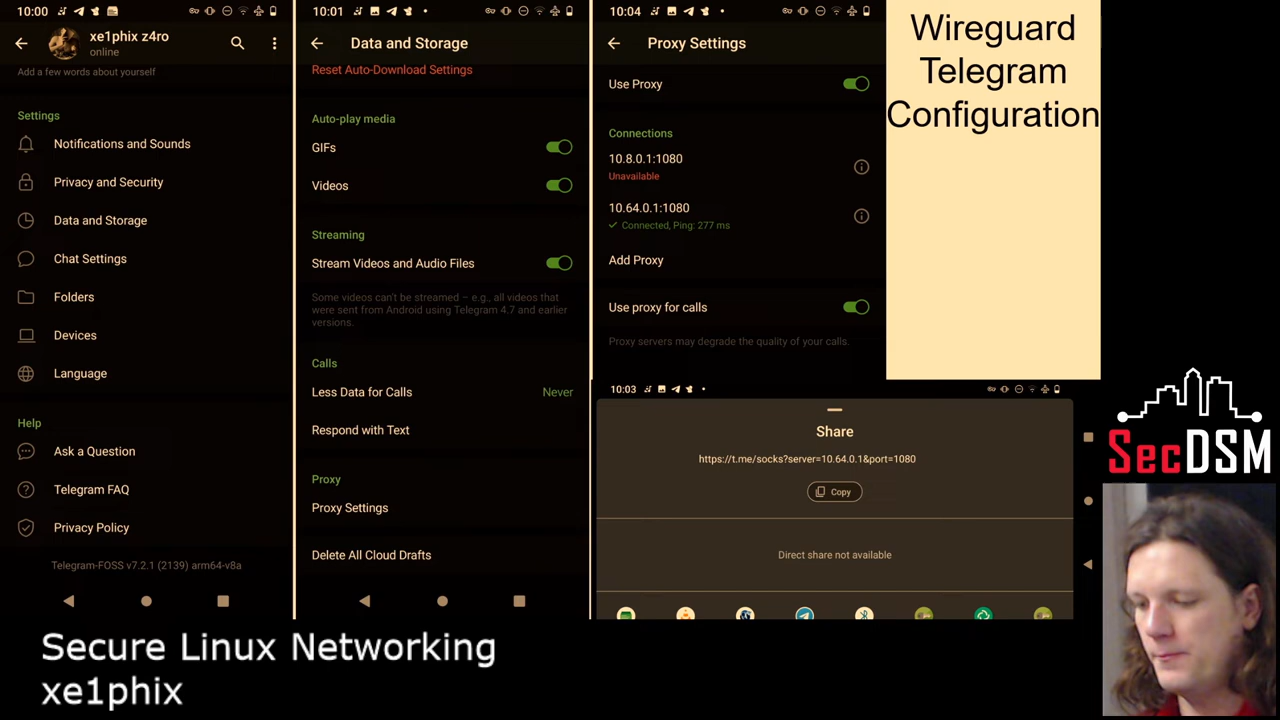 10:00
xe1phix z4ro
online
Add a few words about yourself
Settings
Notifications and Sounds
Privacy and Security
Data and Storage
Chat Settings
Folders
Devices
Language
Help
Ask a Question
Telegram FAQ
Privacy Policy
Telegram-FOSS v7.2.1 (2139) arm64-v8a
10:01
Data and Storage
Reset Auto-Download Settings
Auto-play media
GIFs
Videos
Streaming
Stream Videos and Audio Files
Some videos can't be streamed – e.g., all videos that
were sent from Android using Telegram 4.7 and earlier
versions.
Calls
Less Data for Calls Never
Respond with Text
Proxy
Proxy Settings
Delete All Cloud Drafts
10:04
Proxy Settings
Use Proxy
Connections
10.8.0.1:1080
Unavailable
10.64.0.1:1080
Connected, Ping: 277 ms
Add Proxy
Use proxy for calls
Proxy servers may degrade the quality of your calls.
10:03
Share
https://t.me/socks?server=10.64.0.1&port=1080
Copy
Direct share not available
Wireguard
Telegram
Configuration
SecDSM
Secure Linux Networking
xe1phix